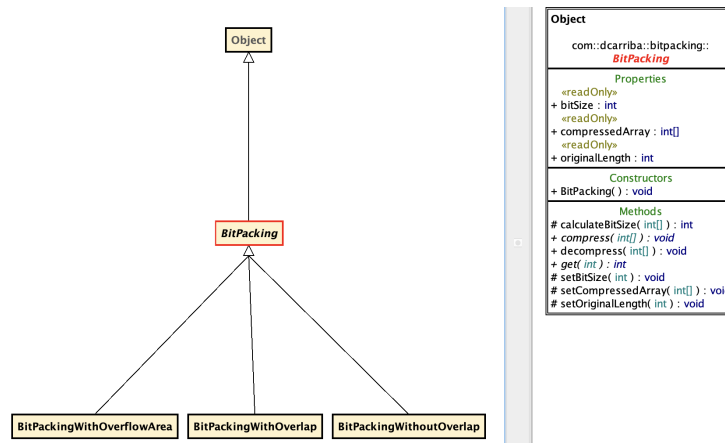 Object
BitPacking
BitPackingWithOverflowArea
BitPackingWithOverlap
BitPackingWithoutOverlap
Object
com::dcarriba::bitpacking::
BitPacking
Properties
«readOnly»
+ bitSize : int
«readOnly»
+ compressedArray : int[]
«readOnly»
+ originalLength : int
Constructors
+ BitPacking( ) : void
Methods
# calculateBitSize( int[] ) : int
+ compress( int[] ) : void
+ decompress( int[] ) : void
+ get( int ) : int
# setBitSize( int ) : void
# setCompressedArray( int[] ) : voi
# setOriginalLength( int ) : void